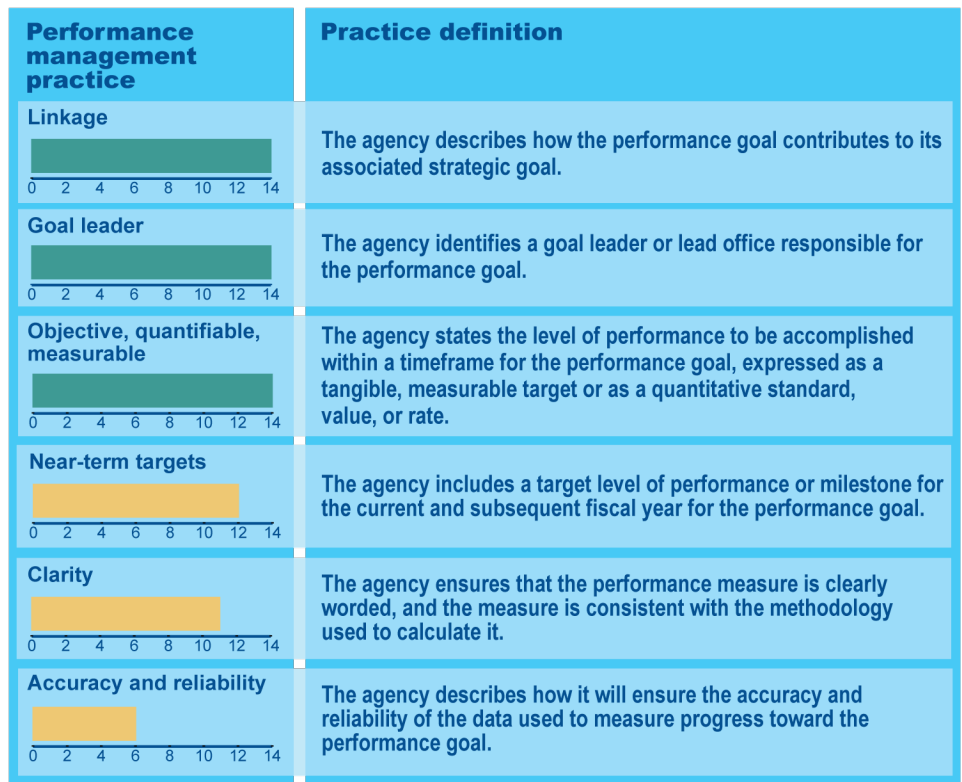 Performance
management
practice
Practice definition
Linkage
0 2 4 6 8 10 12 14
The agency describes how the performance goal contributes to its
associated strategic goal.
Goal leader
0 2 4 6 8 10 12 14
The agency identifies a goal leader or lead office responsible for
the performance goal.
Objective, quantifiable,
measurable
0 2 4 6 8 10 12 14
The agency states the level of performance to be accomplished
within a timeframe for the performance goal, expressed as a
tangible, measurable target or as a quantitative standard,
value, or rate.
Near-term targets
0 2 4 6 8 10 12 14
The agency includes a target level of performance or milestone for
the current and subsequent fiscal year for the performance goal.
Clarity
0 2 4 6 8 10 12 14
The agency ensures that the performance measure is clearly
worded, and the measure is consistent with the methodology
used to calculate it.
Accuracy and reliability
0 2 4 6 8 10 12 14
The agency describes how it will ensure the accuracy and
reliability of the data used to measure progress toward the
performance goal.